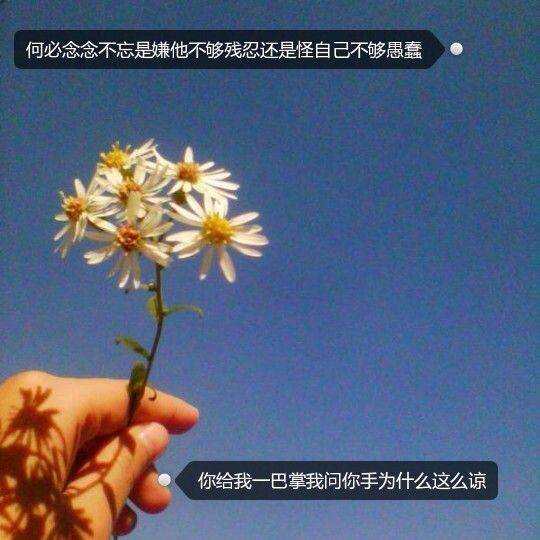 何必念念不忘是嫌他不够残忍还是怪自己不够愚蠢
你给我一巴掌我问你手为什么这么谅